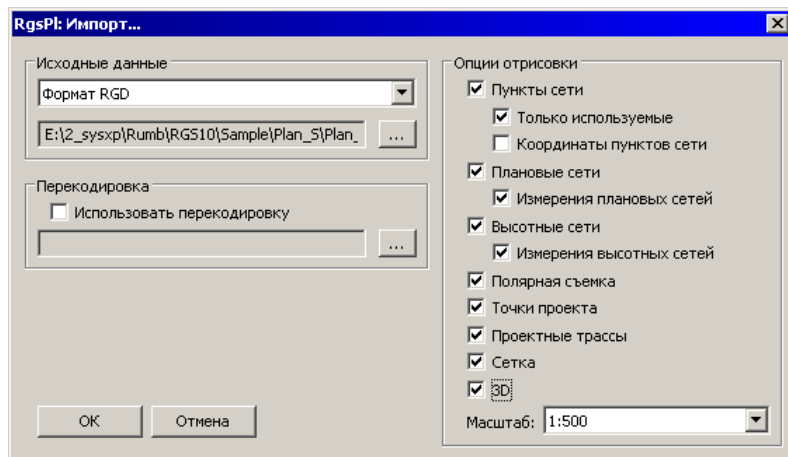 RgsPl: Импорт...
Исходные данные
Формат RGD
E:\2_sysxp\Rumb\RGS10\Sample\Plan_S\Plan_
...
Перекодировка
Использовать перекодировку
...
OK
Отмена
Опции отрисовки
Пункты сети
Только используемые
Координаты пунктов сети
Плановые сети
Измерения плановых сетей
Высотные сети
Измерения высотных сетей
Полярная съемка
Точки проекта
Проектные трассы
Сетка
3D
Масштаб: 1:500